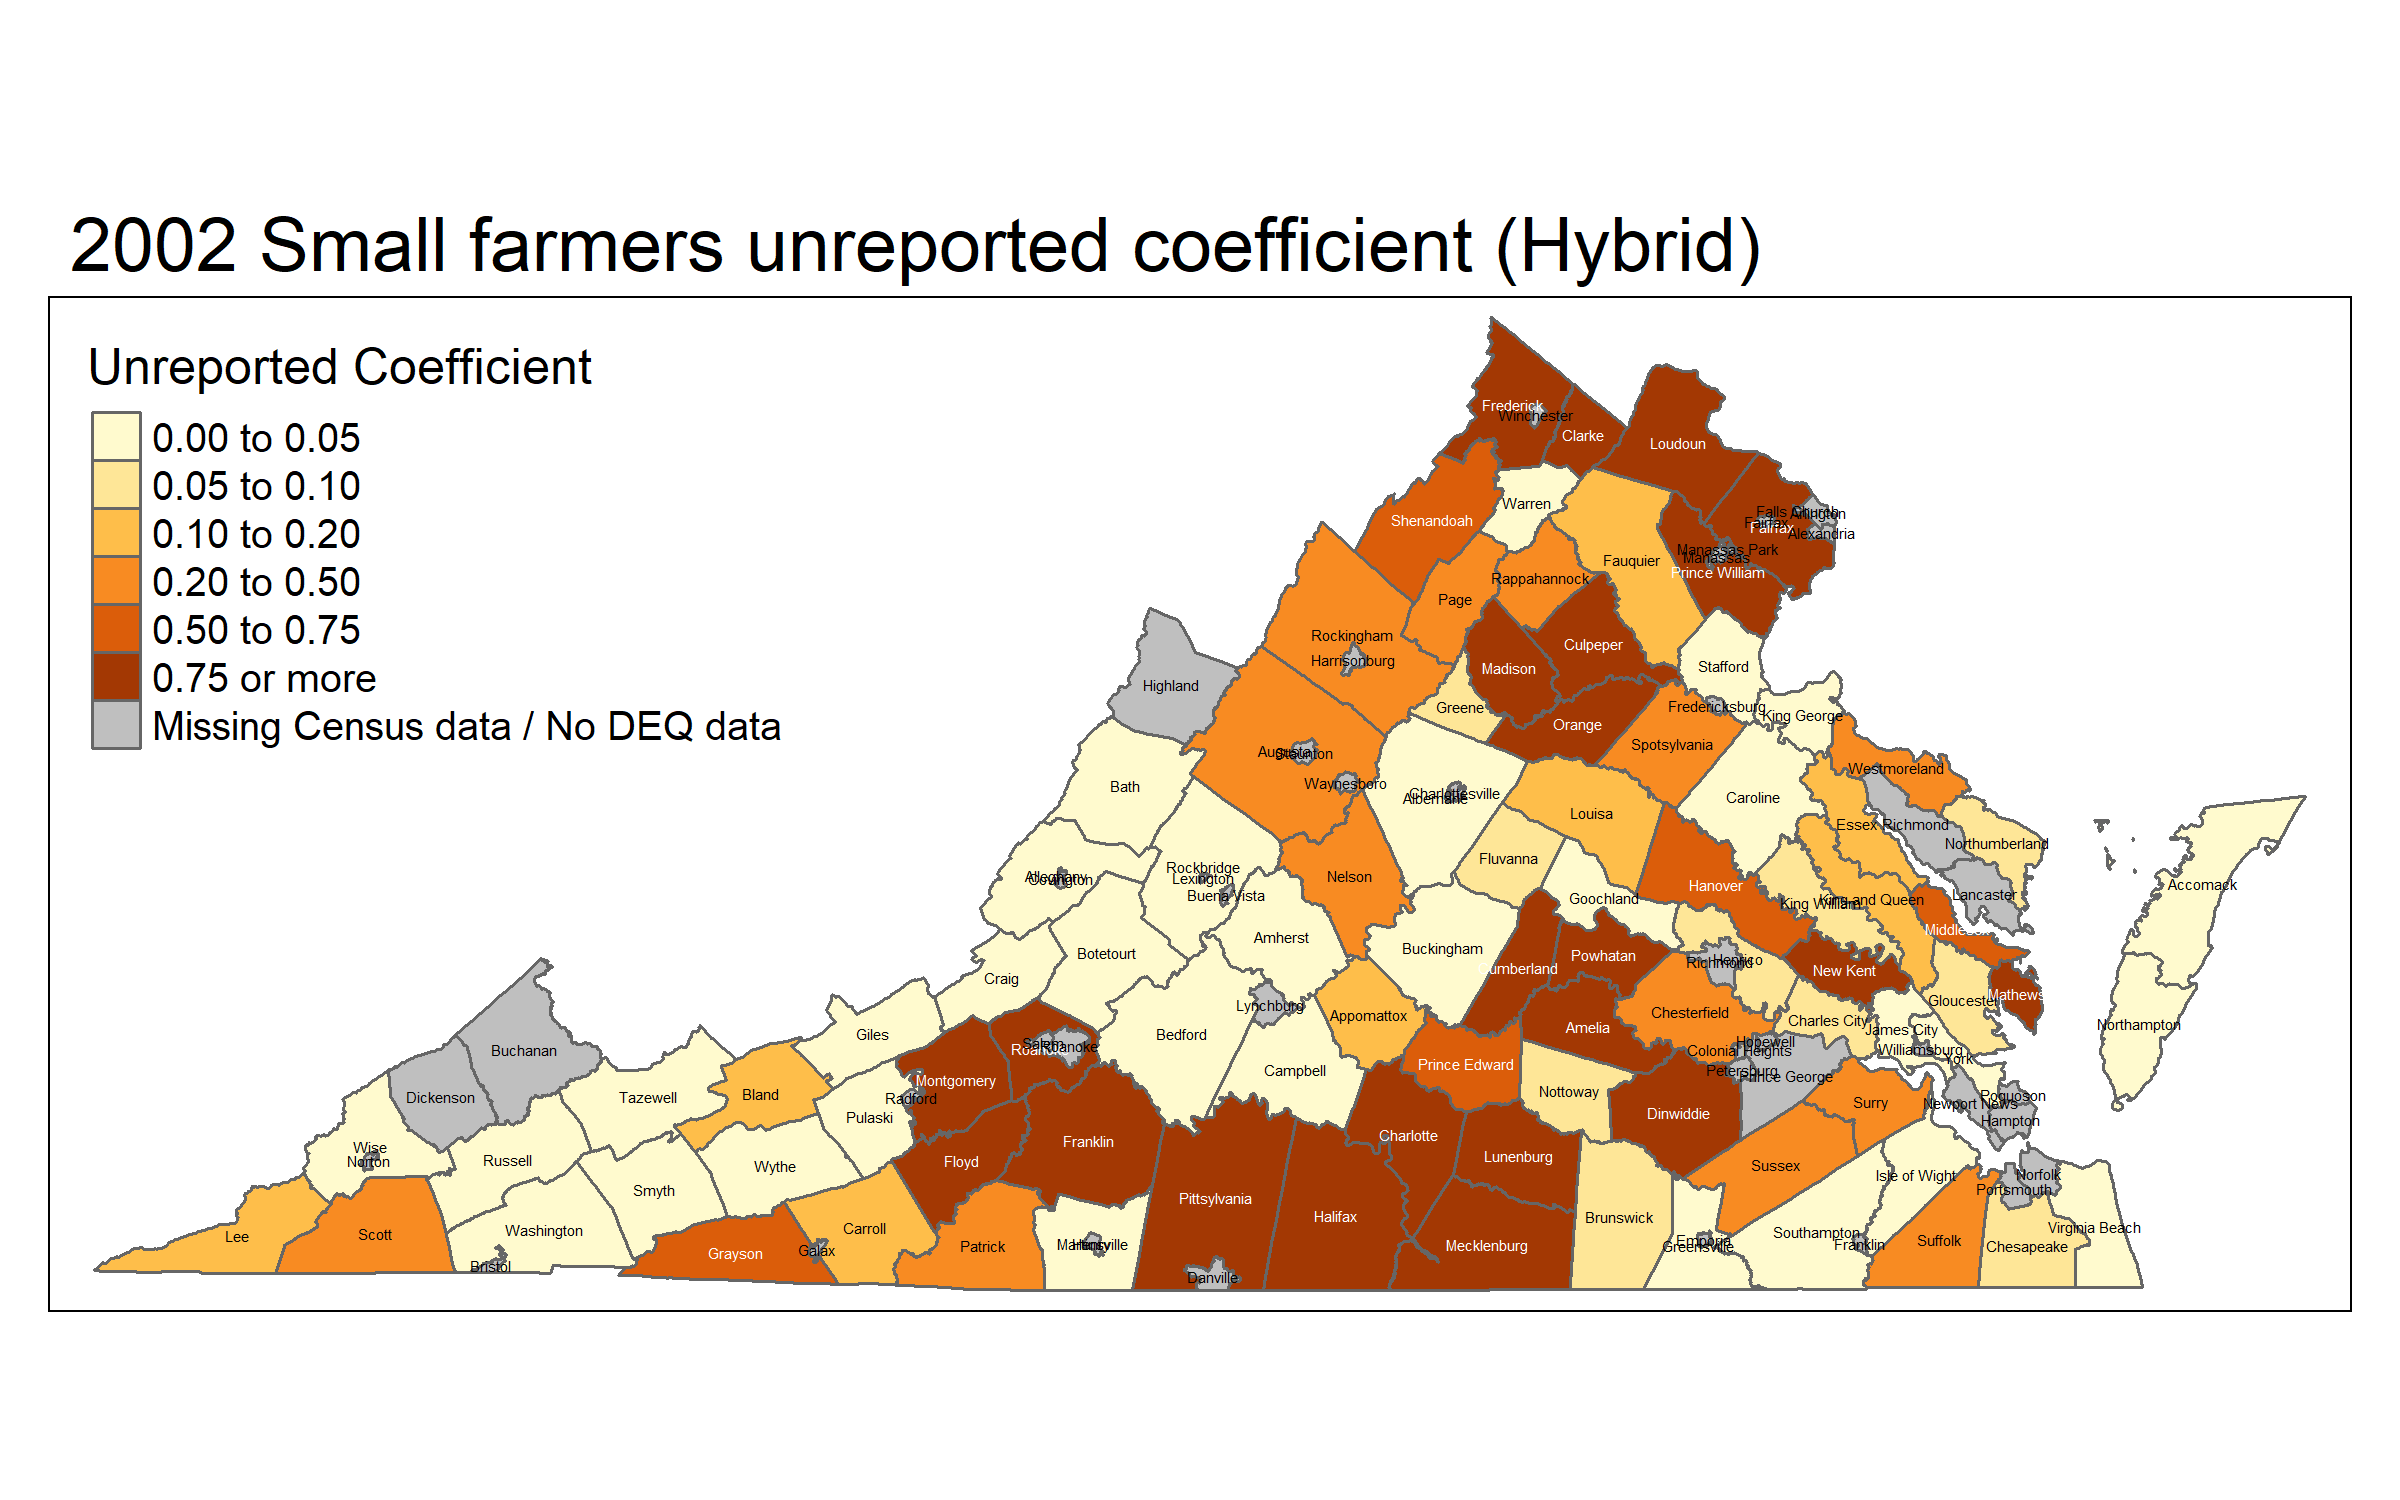 2002 Small farmers unreported coefficient (Hybrid)
Unreported Coefficient
0.00 to 0.05
0.05 to 0.10
0.10 to 0.20
0.20 to 0.50
0.50 to 0.75
0.75 or more
Missing Census data / No DEQ data
Frederick
Winchester
Clarke
Loudoun
Warren
Shenandoah
Falls Church
Arlington
Fairfax
Fairfax
Alexandria
Manassas Park
Manassas
Prince William
Fauquier
Rappahannock
Page
Rockingham
Harrisonburg
Culpeper
Madison
Stafford
Highland
Greene
Orange
Fredericksburg
King George
Spotsylvania
Augusta
Staunton
Waynesboro
Westmoreland
Bath
Charlottesville
Albemarle
Caroline
Louisa
Essex
Richmond
Northumberland
Fluvanna
Rockbridge
Lexington
Buena Vista
Alleghany
Covington
Nelson
Hanover
Goochland
King William
King and Queen
Lancaster
Accomack
Middlesex
Amherst
Buckingham
Botetourt
Craig
Cumberland
Powhatan
Henrico
Richmond
New Kent
Mathews
Gloucester
Lynchburg
Appomattox
Chesterfield
Charles City
James City
Northampton
Giles
Bedford
Amelia
Salem
Roanoke
Roanoke
Hopewell
Colonial Heights
Williamsburg
York
Buchanan
Prince Edward
Petersburg
Prince George
Campbell
Montgomery
Radford
Dickenson
Tazewell
Bland
Pulaski
Nottoway
Surry
Poquoson
Newport News
Hampton
Dinwiddie
Charlotte
Franklin
Wise
Norton
Russell
Floyd
Lunenburg
Wythe
Sussex
Isle of Wight
Norfolk
Portsmouth
Smyth
Pittsylvania
Halifax
Brunswick
Washington
Carroll
Virginia Beach
Lee
Scott
Grayson
Galax
Patrick
Martinsville
Henry
Mecklenburg
Southampton
Emporia
Greensville
Franklin
Suffolk
Chesapeake
Bristol
Danville